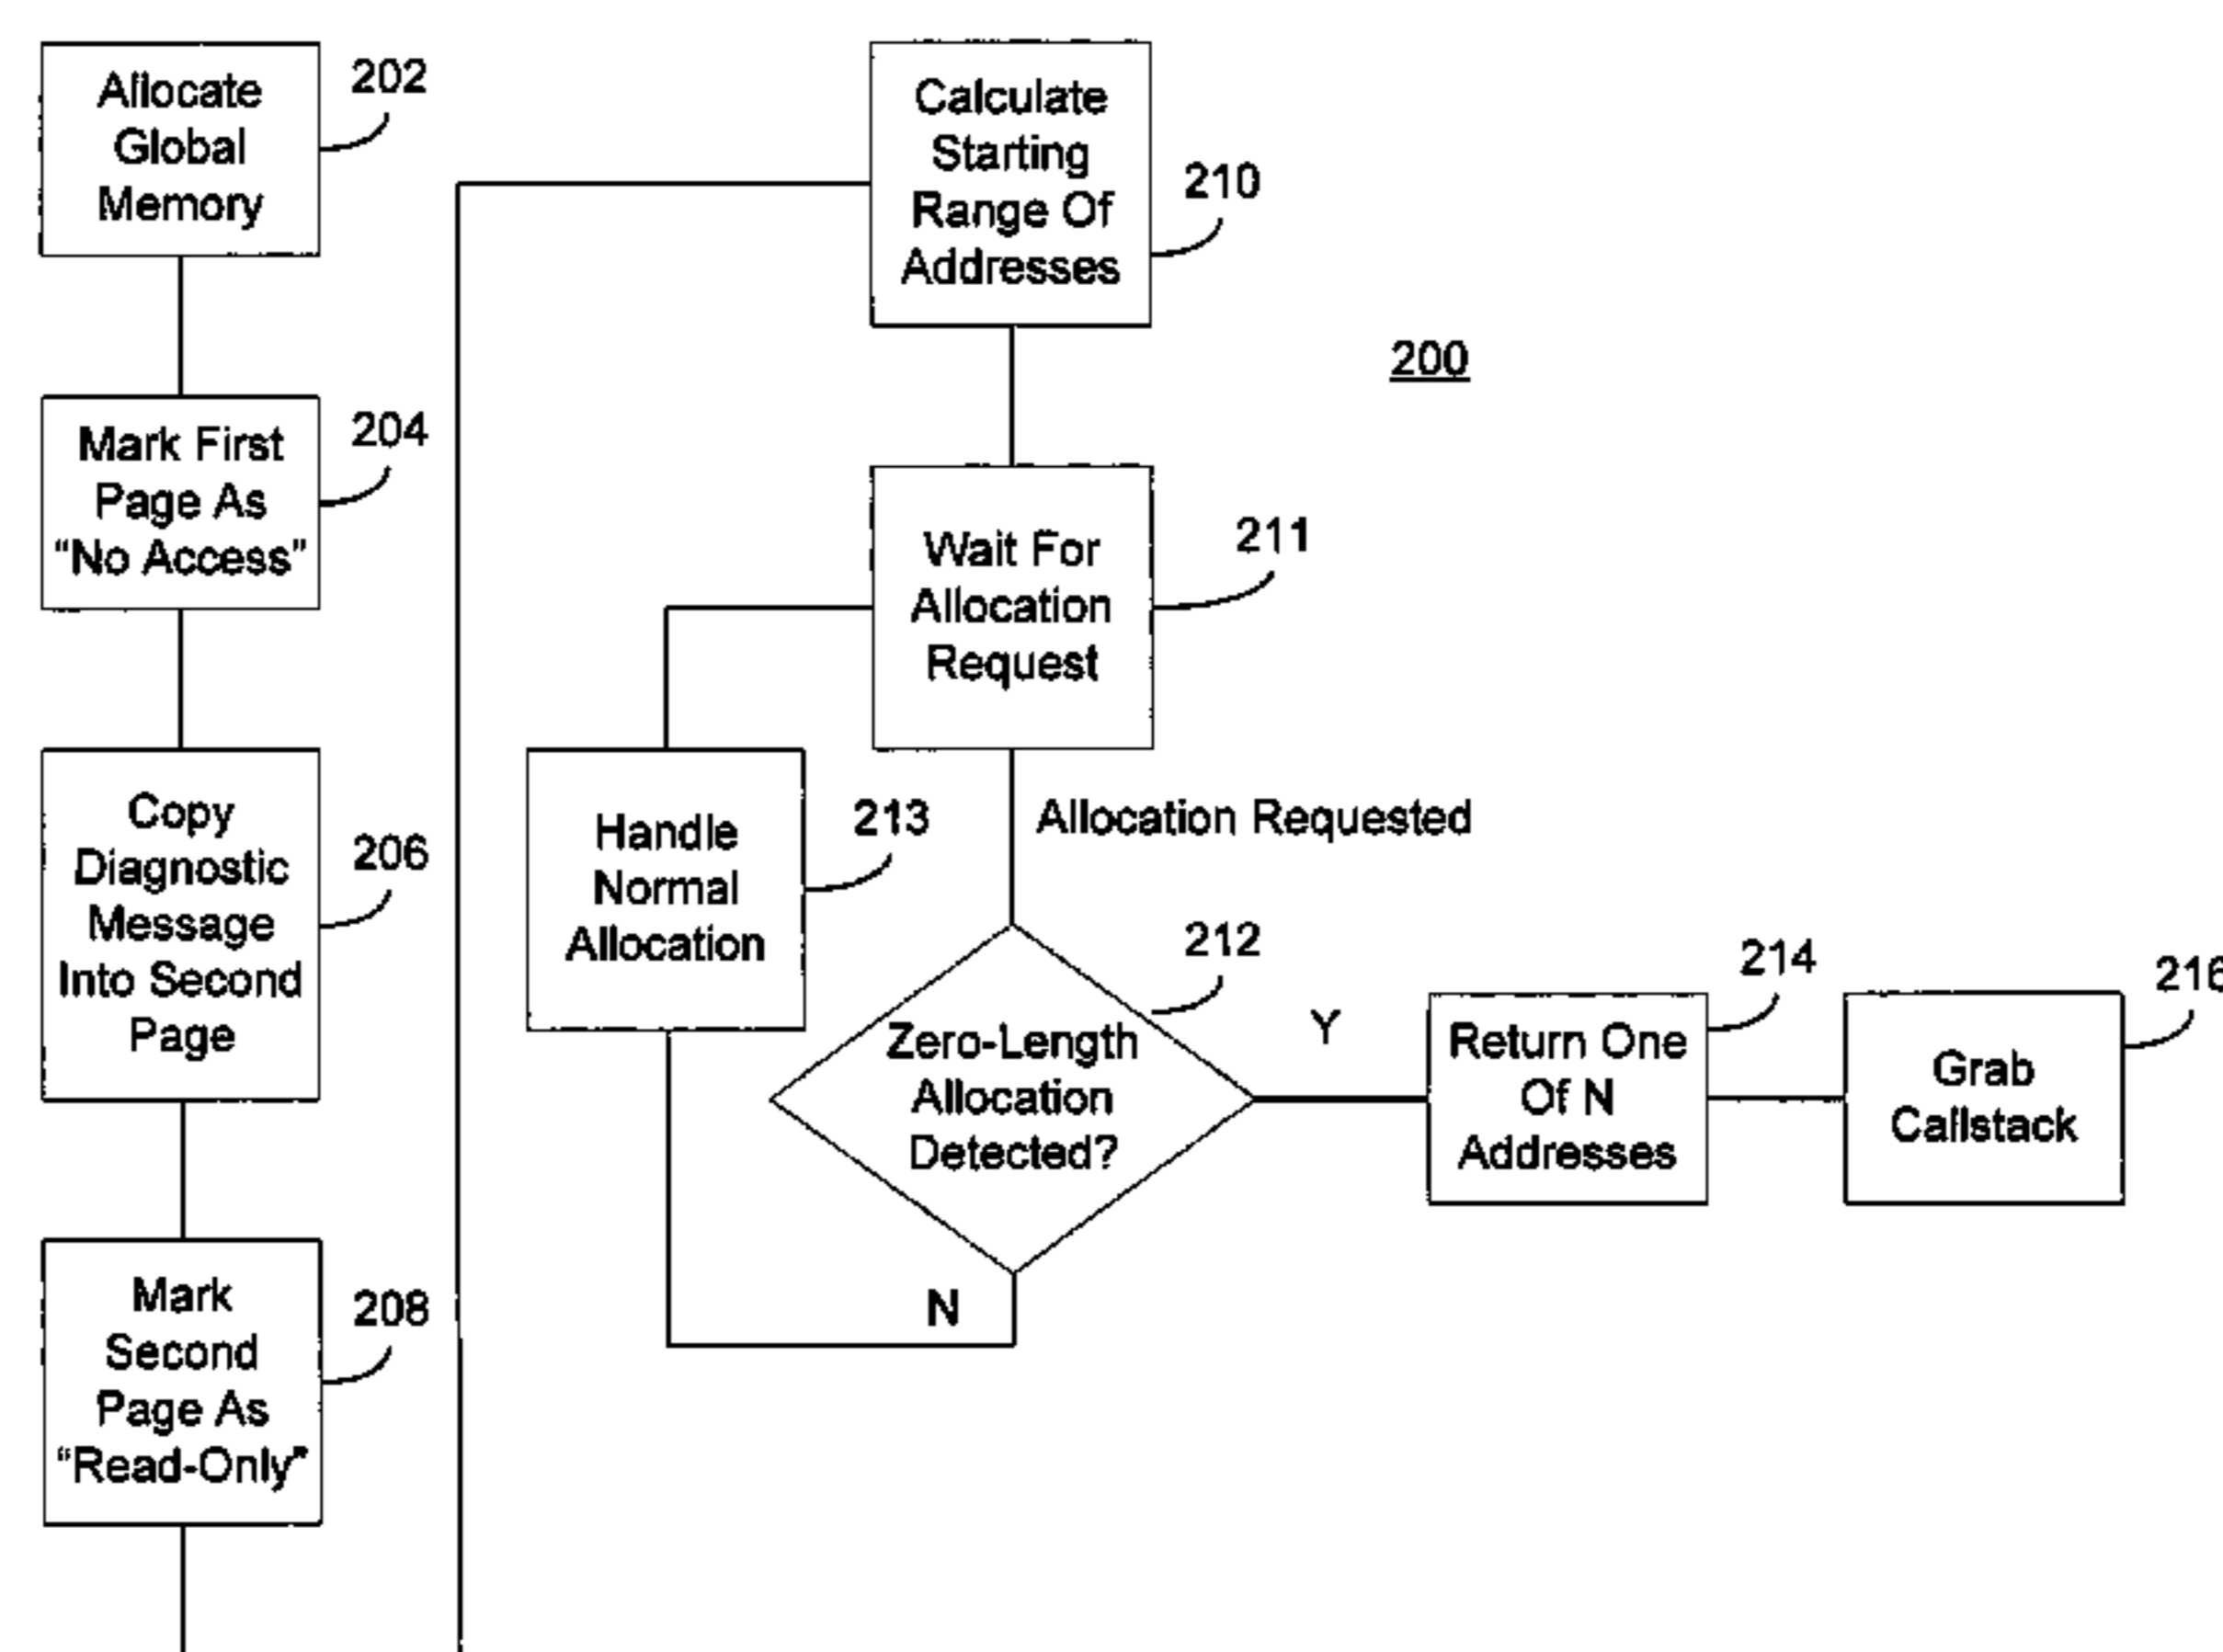 Allocate
Global
Memory
202
Mark First
Page As
“No Access”
204
Copy
Diagnostic
Message
Into Second
Page
206
Mark
Second
Page As
“Read-Only”
208
Calculate
Starting
Range Of
Addresses
210
200
Wait For
Allocation
Request
211
Handle
Normal
Allocation
213
Allocation Requested
Zero-Length
Allocation
Detected?
212
Y
N
Return One
Of N
Addresses
214
Grab
Callstack
216